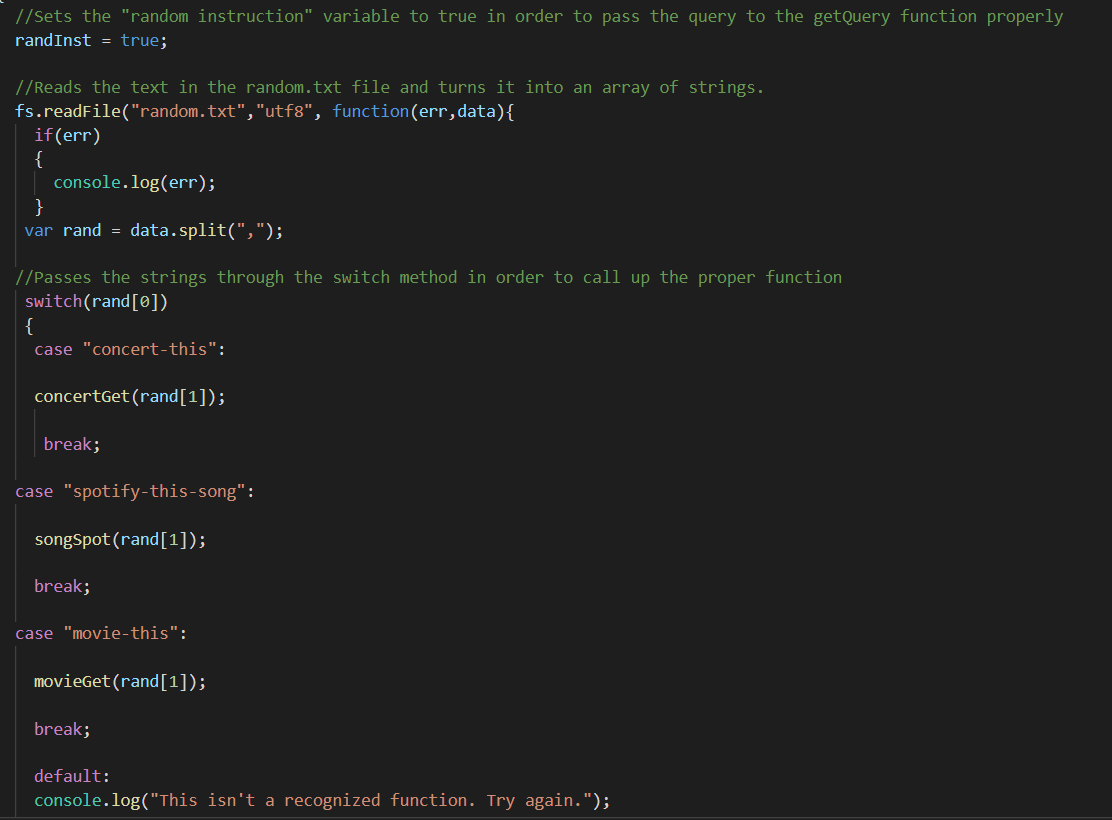 //Sets the "random instruction" variable to true in order to pass the query to the getQuery function properly
randInst = true;
//Reads the text in the random.txt file and turns it into an array of strings.
fs.readFile("random.txt","utf8", function(err,data){
if(err)
{
console.log(err);
}
var rand = data.split(",");
//Passes the strings through the switch method in order to call up the proper function
switch(rand[0])
{
case "concert-this":
concertGet(rand[1]);
break;
case "spotify-this-song":
songSpot(rand[1]);
break;
case "movie-this":
movieGet(rand[1]);
break;
default:
console.log("This isn't a recognized function. Try again.");